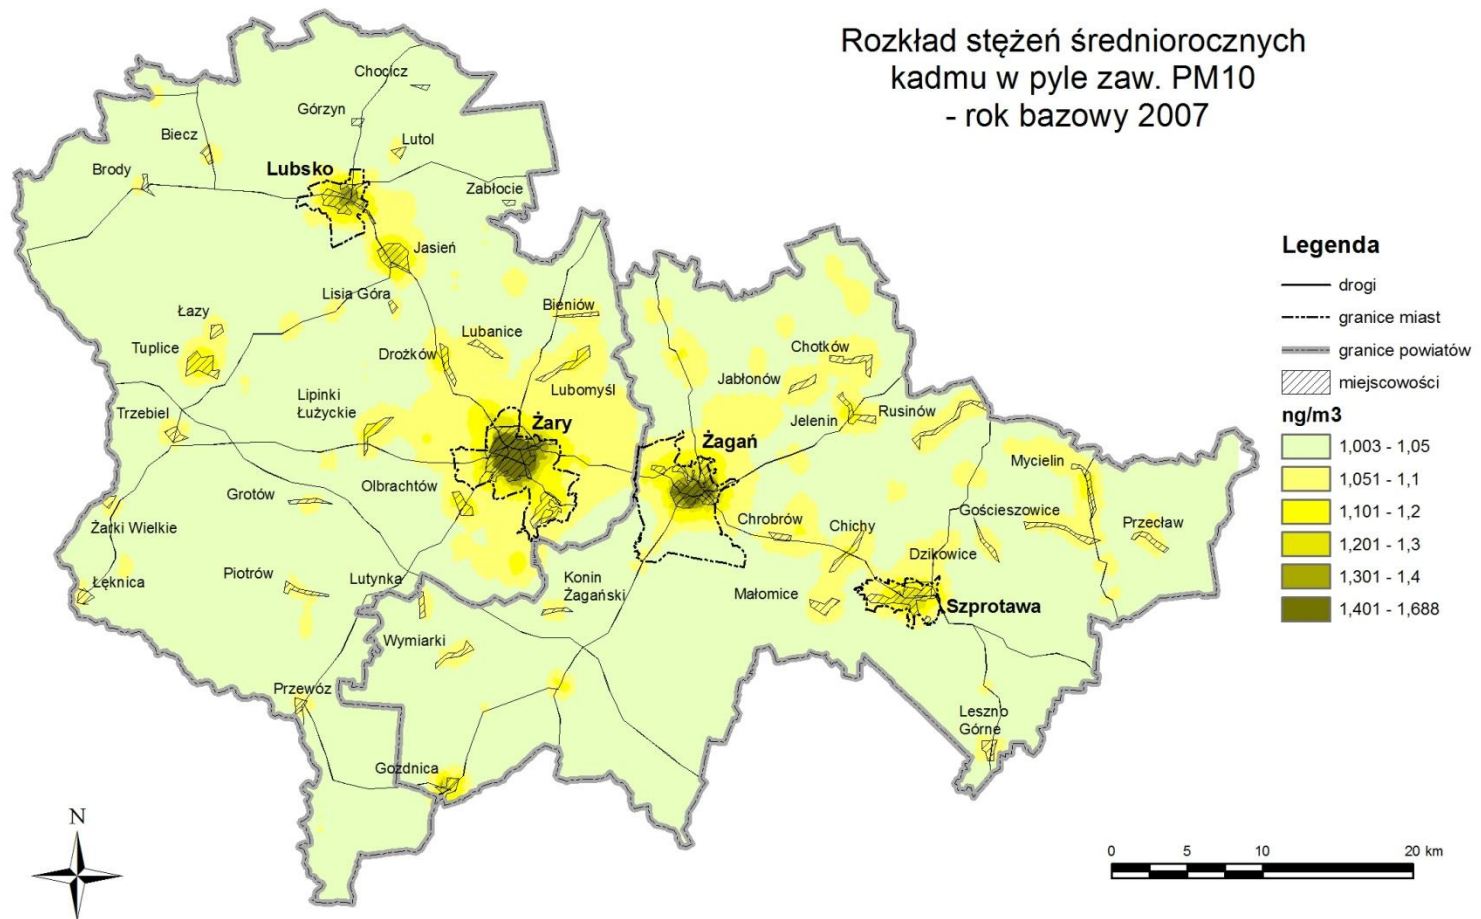 Rozkład stężeń średniorocznych
kadmu w pyle zaw. PM10
- rok bazowy 2007
Chocicz
Górzyn
Biecz
Lutol
Brody
Lubsko
Zabłocie
Jasień
Lisia Góra
Łazy
Bieniów
Lubanice
Tuplice
Drożków
Chotków
Jabłonów
Lubomyśl
Lipinki
Łużyckie
Trzebiel
Żary
Jelenin
Rusinów
Żagań
Mycielin
Olbrachtów
Grotów
Gościeszowice
Chrobrów
Chichy
Przecław
Żarki Wielkie
Dzikowice
Piotrów
Lutynka
Konin
Żagański
Łęknica
Małomice
Szprotawa
Wymiarki
Przewóz
Leszno
Górne
Gozdnica
Legenda
drogi
granice miast
granice powiatów
miejscowości
ng/m3
1,003 - 1,05
1,051 - 1,1
1,101 - 1,2
1,201 - 1,3
1,301 - 1,4
1,401 - 1,688
N
0 5 10 20 km